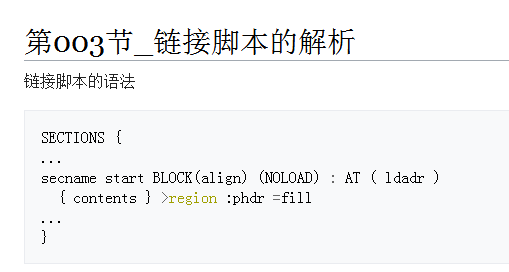 第003节_链接脚本的解析
链接脚本的语法
SECTIONS {
...
secname start BLOCK(align) (NOLOAD) : AT ( ldadr )
  { contents } >region :phdr =fill
...
}